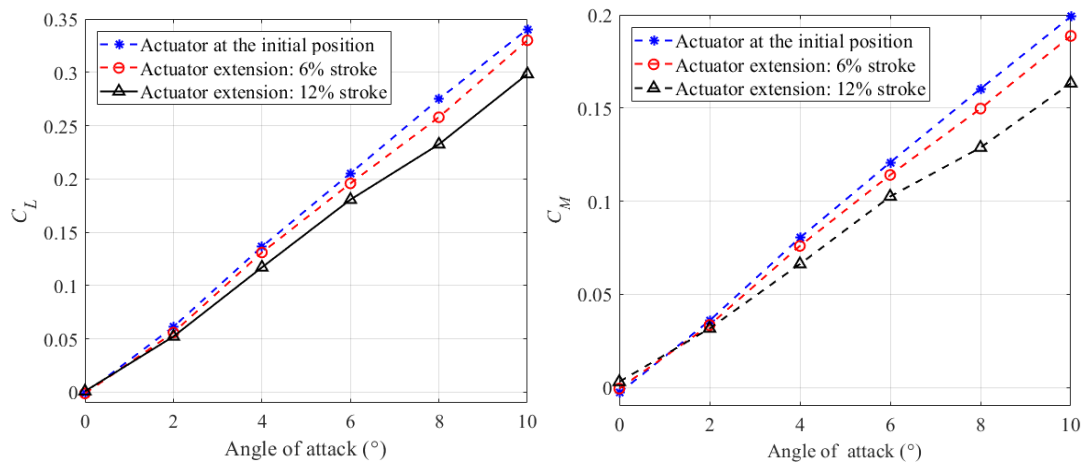 0.35
0.3
0.25
0.2
0.15
0.1
0.05
0
C_L
Actuator at the initial position
Actuator extension: 6% stroke
Actuator extension: 12% stroke
0 2 4 6 8 10
Angle of attack (°)
0.2
0.15
0.1
0.05
0
C_M
Actuator at the initial position
Actuator extension: 6% stroke
Actuator extension: 12% stroke
0 2 4 6 8 10
Angle of attack (°)